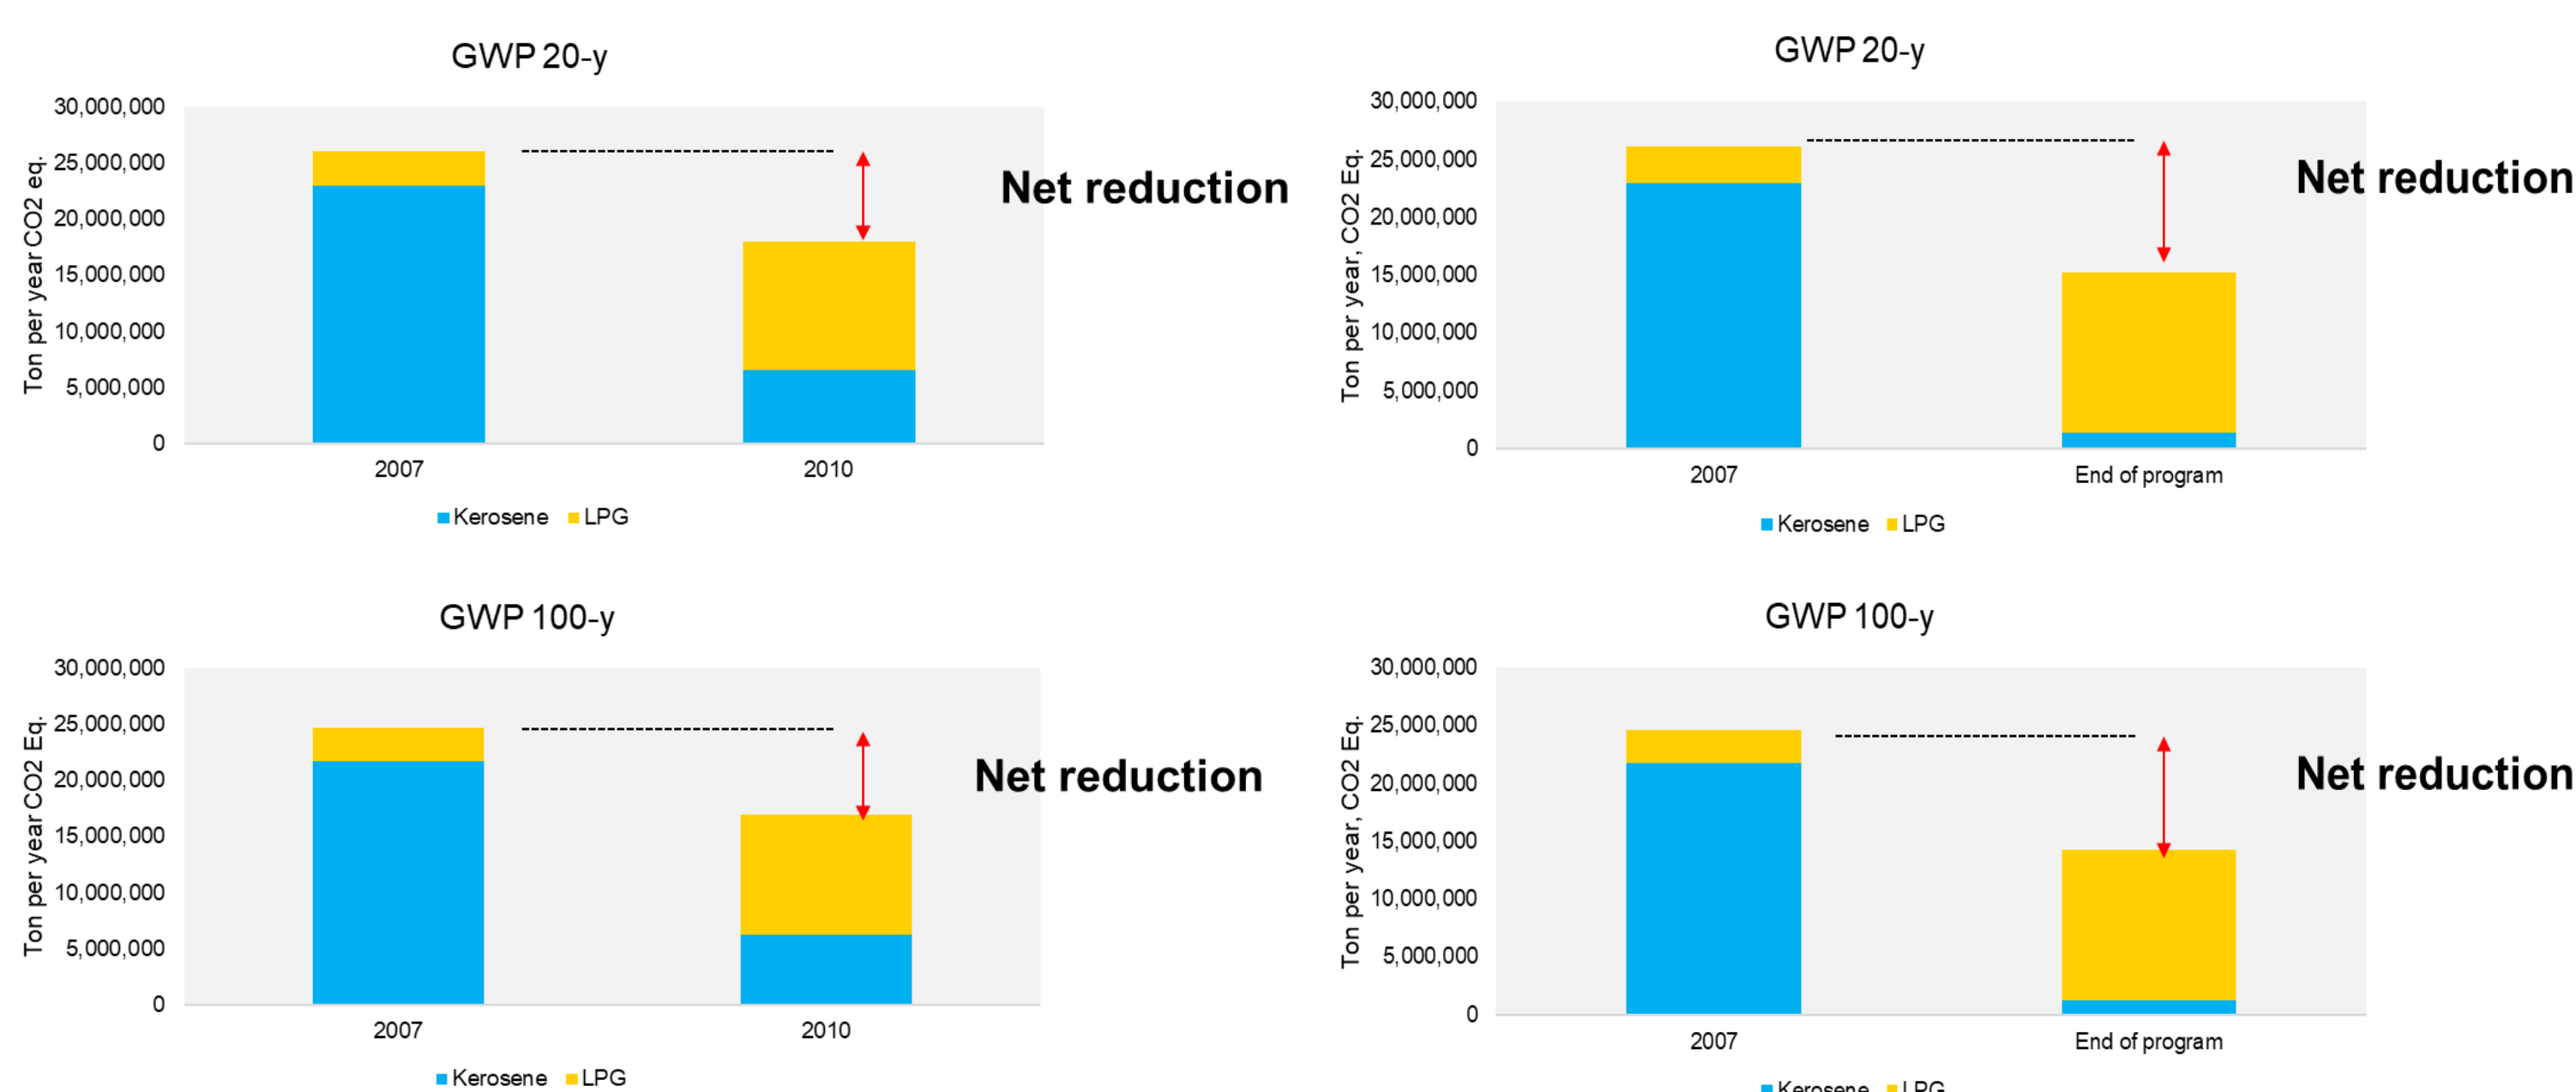 GWP 20-y
30,000,000
25,000,000
20,000,000
15,000,000
10,000,000
5,000,000
0
Ton per year CO2 eq.
Net reduction
2007 2010
Kerosene LPG
GWP 20-y
30,000,000
25,000,000
20,000,000
15,000,000
10,000,000
5,000,000
0
Ton per year, CO2 Eq.
Net reduction
2007 End of program
Kerosene LPG
GWP 100-y
30,000,000
25,000,000
20,000,000
15,000,000
10,000,000
5,000,000
0
Ton per year CO2 Eq.
Net reduction
2007 2010
Kerosene LPG
GWP 100-y
30,000,000
25,000,000
20,000,000
15,000,000
10,000,000
5,000,000
0
Ton per year, CO2 Eq.
Net reduction
2007 End of program
Kerosene LPG